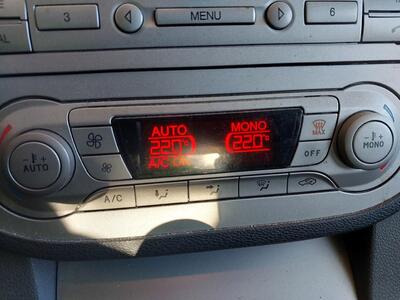 3
MENU
6
AUTO MONO
22.0°C 22.0°C
A/C
MAX
OFF
AUTO
MONO
A/C